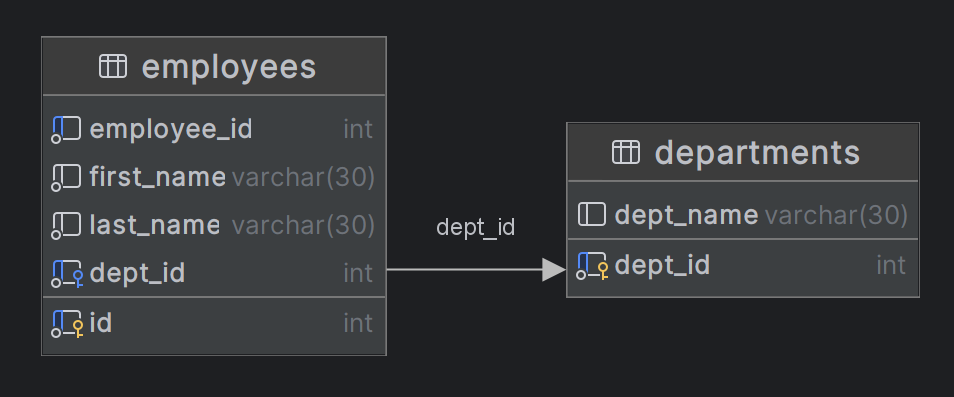 employees
employee_id int
first_name varchar(30)
last_name varchar(30)
dept_id int
id int
dept_id
departments
dept_name varchar(30)
dept_id int